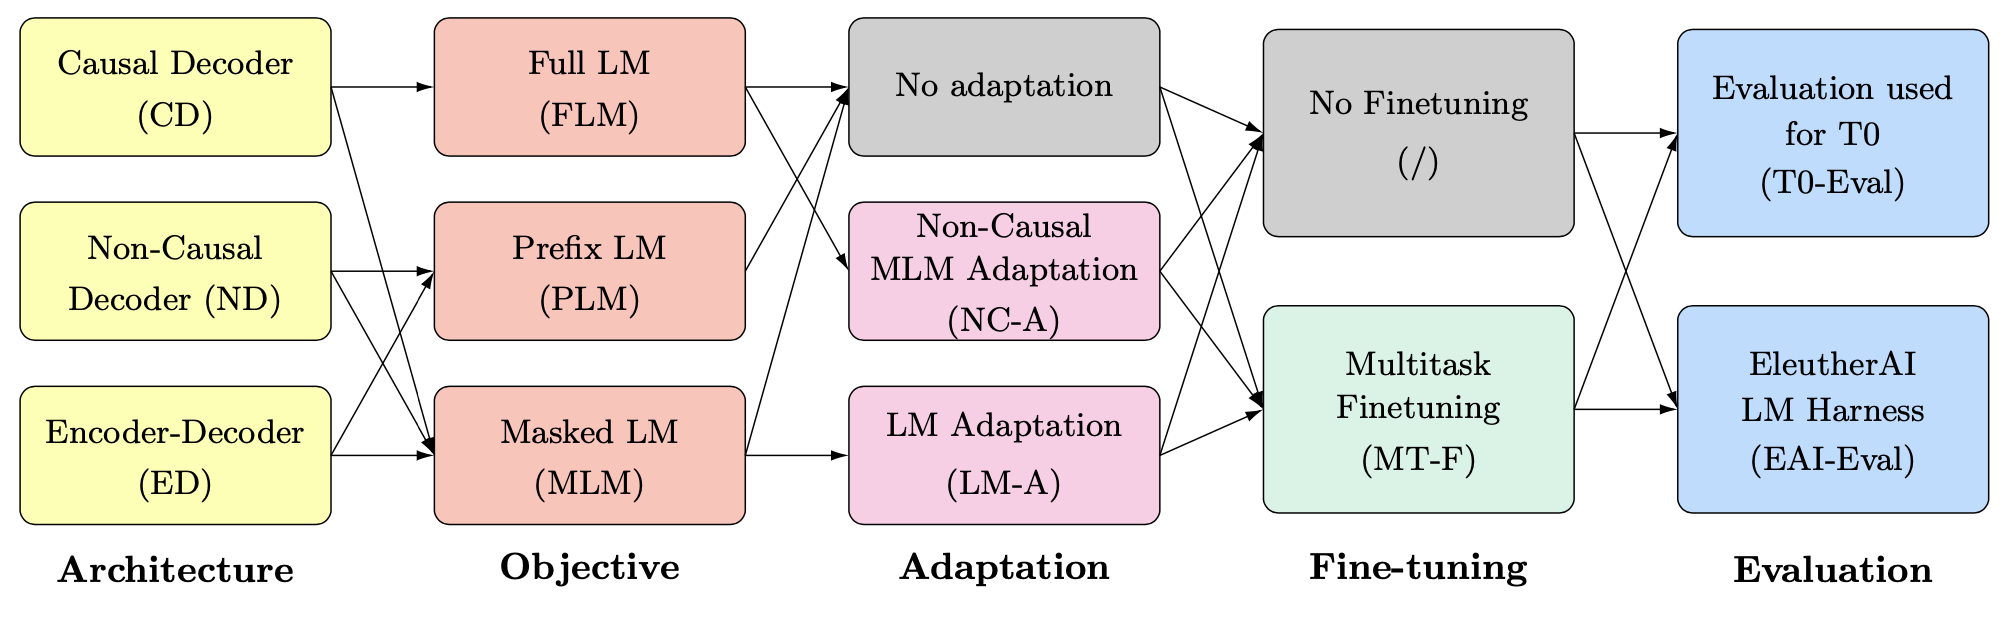 Causal Decoder
(CD)
Non-Causal
Decoder (ND)
Encoder-Decoder
(ED)
Architecture
Full LM
(FLM)
Prefix LM
(PLM)
Masked LM
(MLM)
Objective
No adaptation
Non-Causal
MLM Adaptation
(NC-A)
LM Adaptation
(LM-A)
Adaptation
No Finetuning
(/)
Multitask
Finetuning
(MT-F)
Fine-tuning
Evaluation used
for T0
(T0-Eval)
EleutherAI
LM Harness
(EAI-Eval)
Evaluation